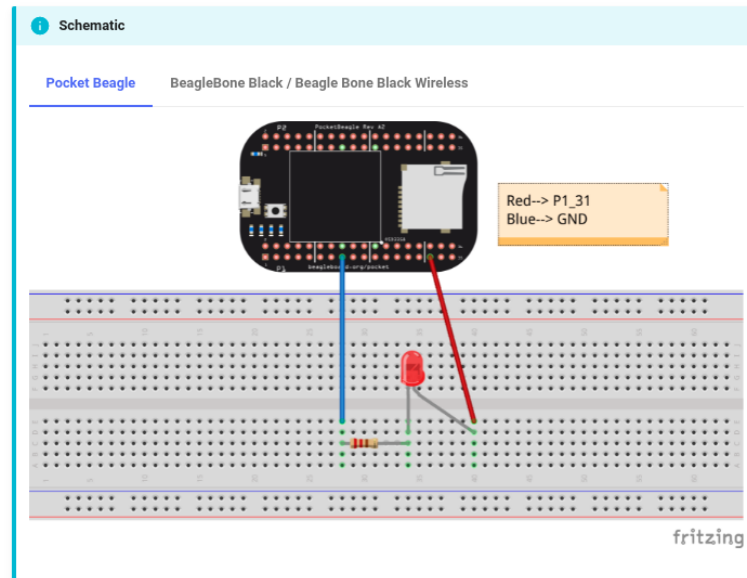 Schematic
Pocket Beagle
BeagleBone Black / Beagle Bone Black Wireless
P2
PocketBeagle Rev A2
Red--> P1_31
Blue--> GND
P1
beagleboard.org/pocket
fritzing